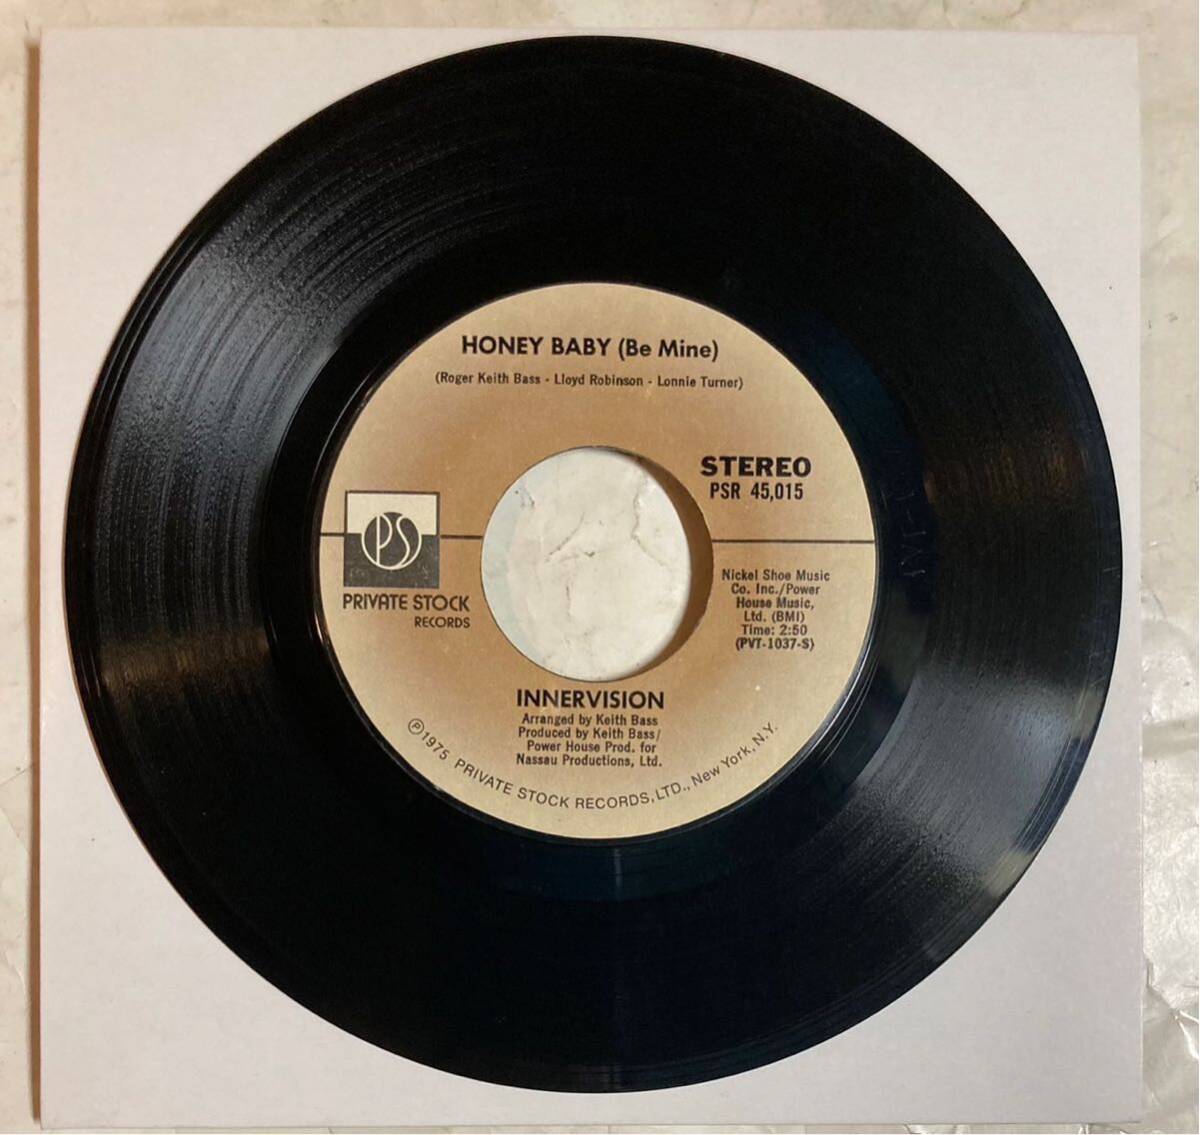 HONEY BABY (Be Mine)
(Roger Keith Bass - Lloyd Robinson - Lonnie Turner)
STEREO
PSR 45,015
PS
PRIVATE STOCK
RECORDS
Nickel Shoe Music
Co. Inc./Power
House Music,
Ltd. (BMI)
Time: 2:50
(PVT-1037-S)
INNERVISION
Arranged by Keith Bass
Produced by Keith Bass/
Power House Prod. for
Nassau Productions, Ltd.
℗1975 PRIVATE STOCK RECORDS, LTD., New York, N.Y.